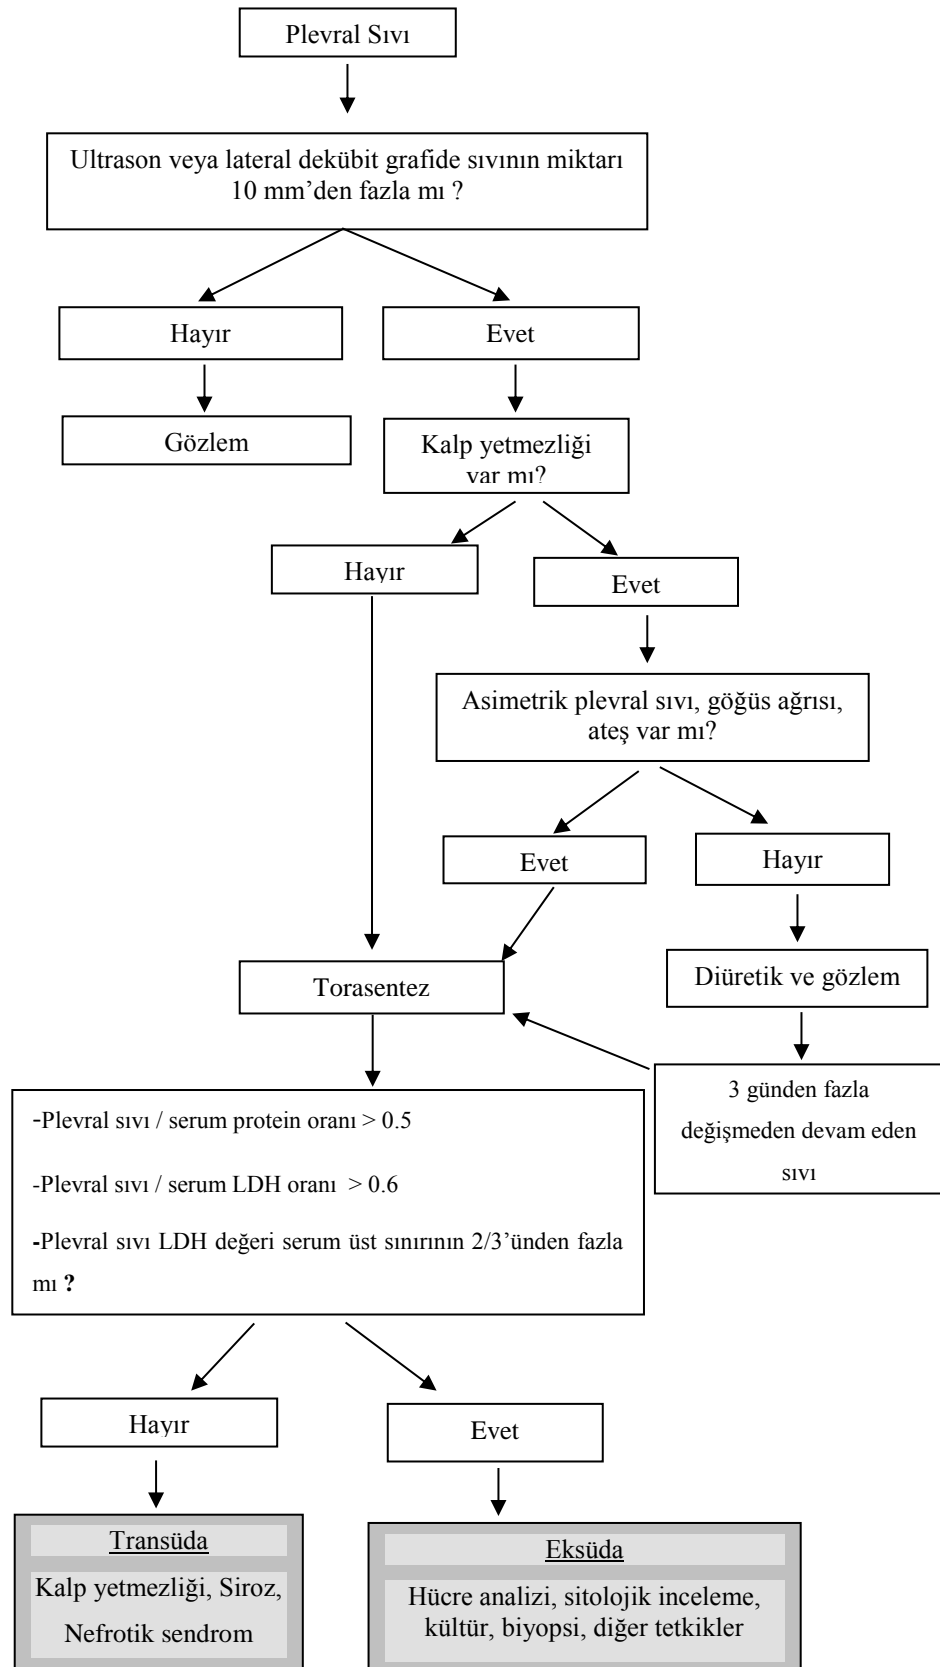 Plevral Sıvı
Ultrason veya lateral dekübit grafide sıvının miktarı
10 mm’den fazla mı ?
Hayır
Evet
Gözlem
Kalp yetmezliği
var mı?
Hayır
Evet
Asimetrik plevral sıvı, göğüs ağrısı,
ateş var mı?
Evet
Hayır
Torasentez
Diüretik ve gözlem
3 günden fazla
değişmeden devam eden
sıvı
-Plevral sıvı / serum protein oranı > 0.5
-Plevral sıvı / serum LDH oranı > 0.6
-Plevral sıvı LDH değeri serum üst sınırının 2/3’ünden fazla
mı ?
Hayır
Evet
Transüda
Kalp yetmezliği, Siroz,
Nefrotik sendrom
Eksüda
Hücre analizi, sitolojik inceleme,
kültür, biyopsi, diğer tetkikler